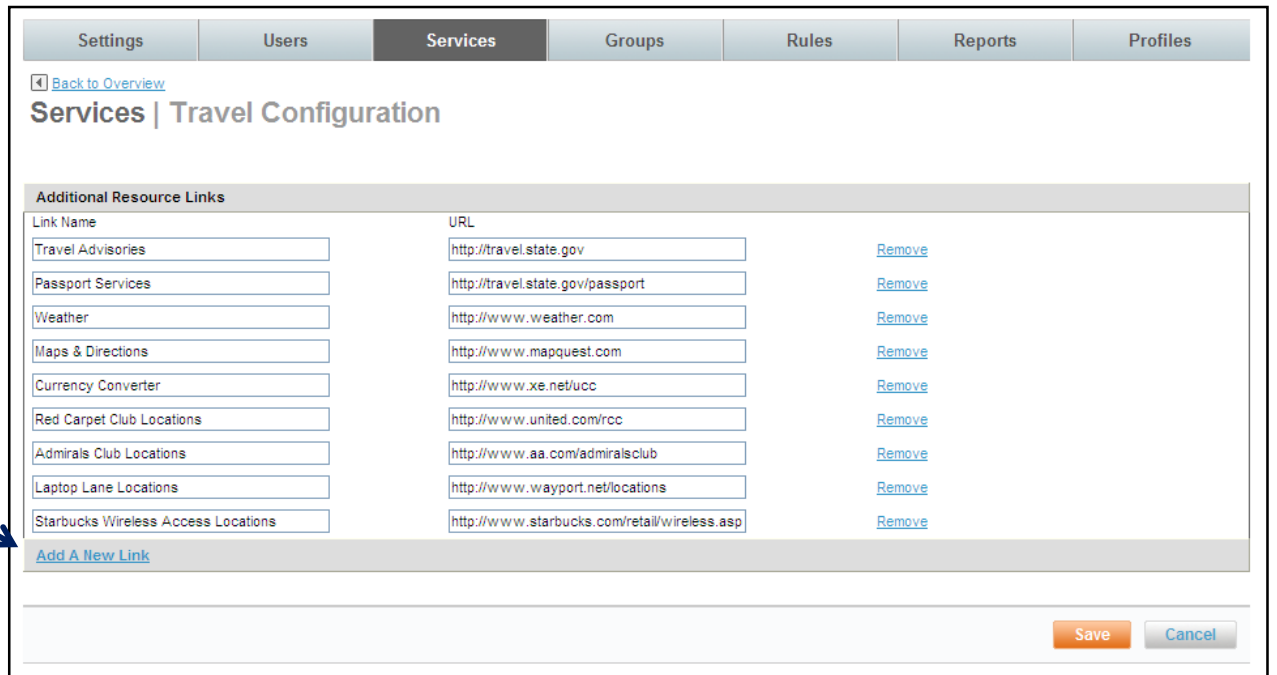 Settings Users Services Groups Rules Reports Profiles
Back to Overview
Services | Travel Configuration
Additional Resource Links
Link Name URL
Travel Advisories http://travel.state.gov Remove
Passport Services http://travel.state.gov/passport Remove
Weather http://www.weather.com Remove
Maps & Directions http://www.mapquest.com Remove
Currency Converter http://www.xe.net/ucc Remove
Red Carpet Club Locations http://www.united.com/rcc Remove
Admirals Club Locations http://www.aa.com/admiralsclub Remove
Laptop Lane Locations http://www.wayport.net/locations Remove
Starbucks Wireless Access Locations http://www.starbucks.com/retail/wireless.asp Remove
Add A New Link
Save Cancel